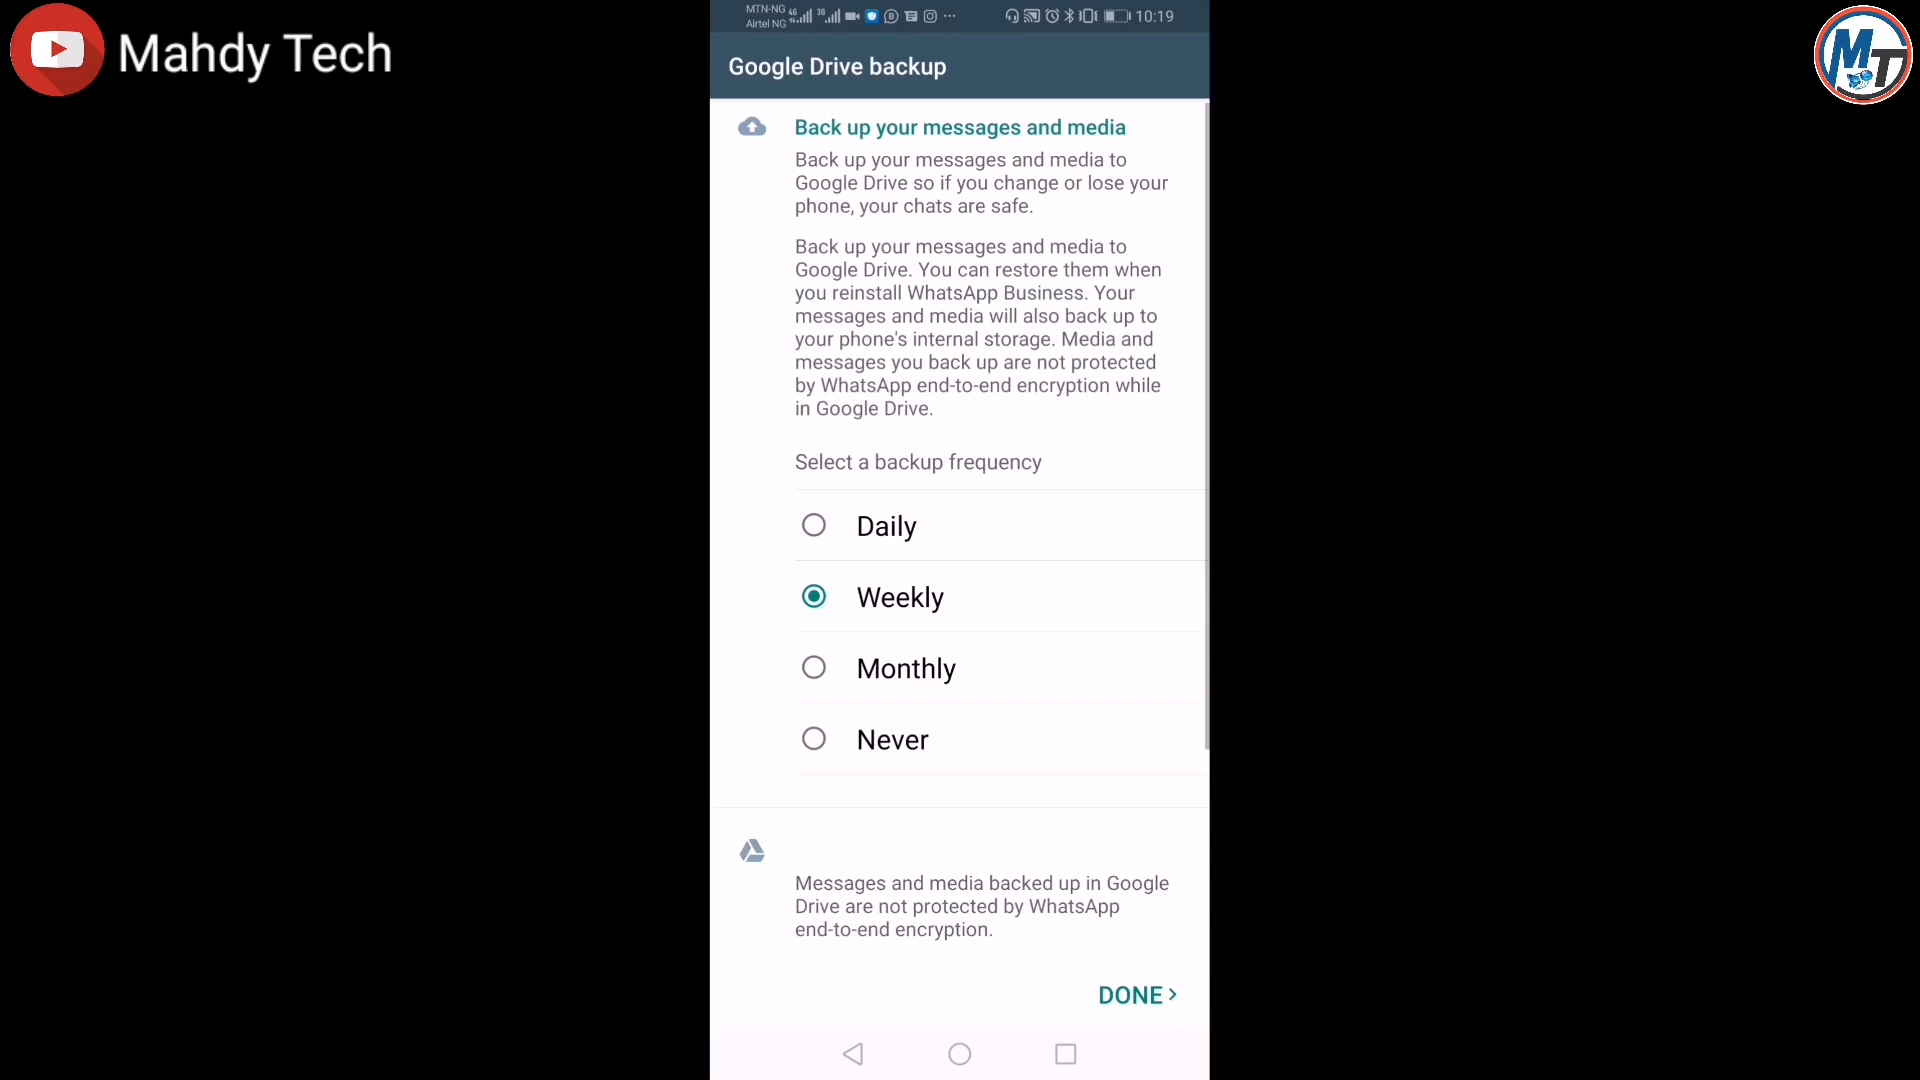 Mahdy Tech
MTN-NG 4G 3G 10:19
Airtel NG
MT
Google Drive backup
Back up your messages and media
Back up your messages and media to
Google Drive so if you change or lose your
phone, your chats are safe.
Back up your messages and media to
Google Drive. You can restore them when
you reinstall WhatsApp Business. Your
messages and media will also back up to
your phone's internal storage. Media and
messages you back up are not protected
by WhatsApp end-to-end encryption while
in Google Drive.
Select a backup frequency
Daily
Weekly
Monthly
Never
Messages and media backed up in Google
Drive are not protected by WhatsApp
end-to-end encryption.
DONE